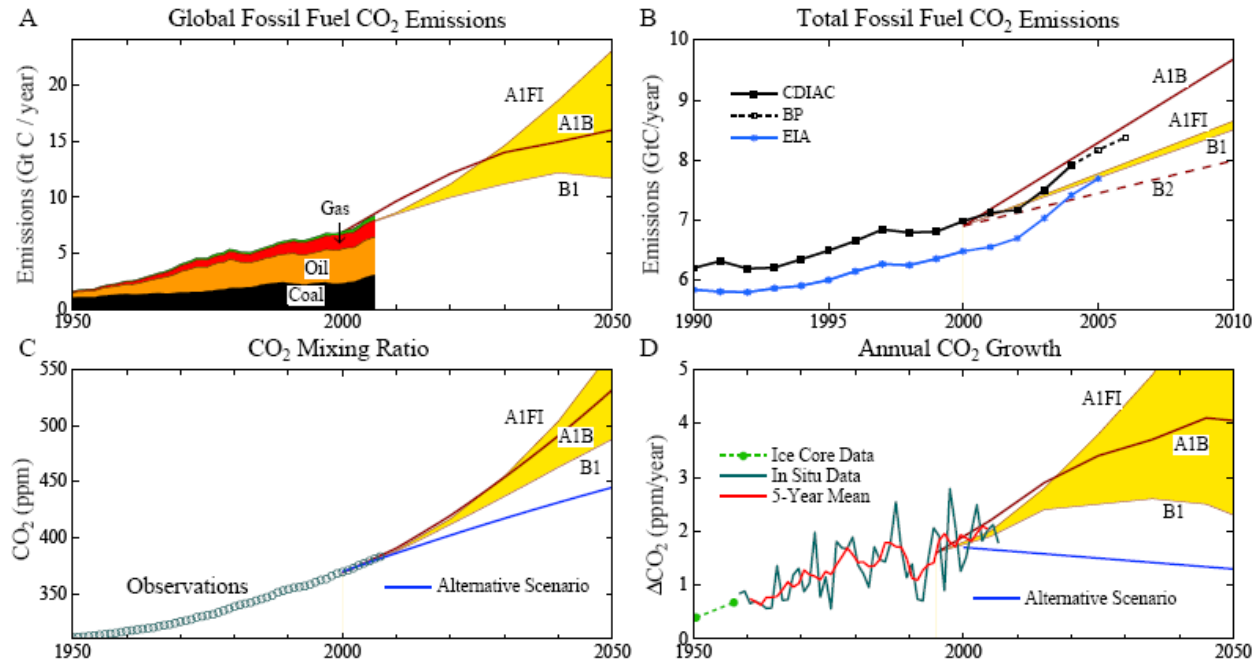 A
Global Fossil Fuel CO₂ Emissions
Emissions (Gt C / year)
20
15
10
5
0
A1FI
A1B
B1
Gas
Oil
Coal
1950
2000
2050
B
Total Fossil Fuel CO₂ Emissions
Emissions (GtC/year)
10
9
8
7
6
CDIAC
BP
EIA
A1B
A1FI
B1
B2
1990
1995
2000
2005
2010
C
CO₂ Mixing Ratio
CO₂ (ppm)
550
500
450
400
350
A1FI
A1B
B1
Observations
Alternative Scenario
1950
2000
2050
D
Annual CO₂ Growth
ΔCO₂ (ppm/year)
5
4
3
2
1
0
A1FI
A1B
B1
Ice Core Data
In Situ Data
5-Year Mean
Alternative Scenario
1950
2000
2050